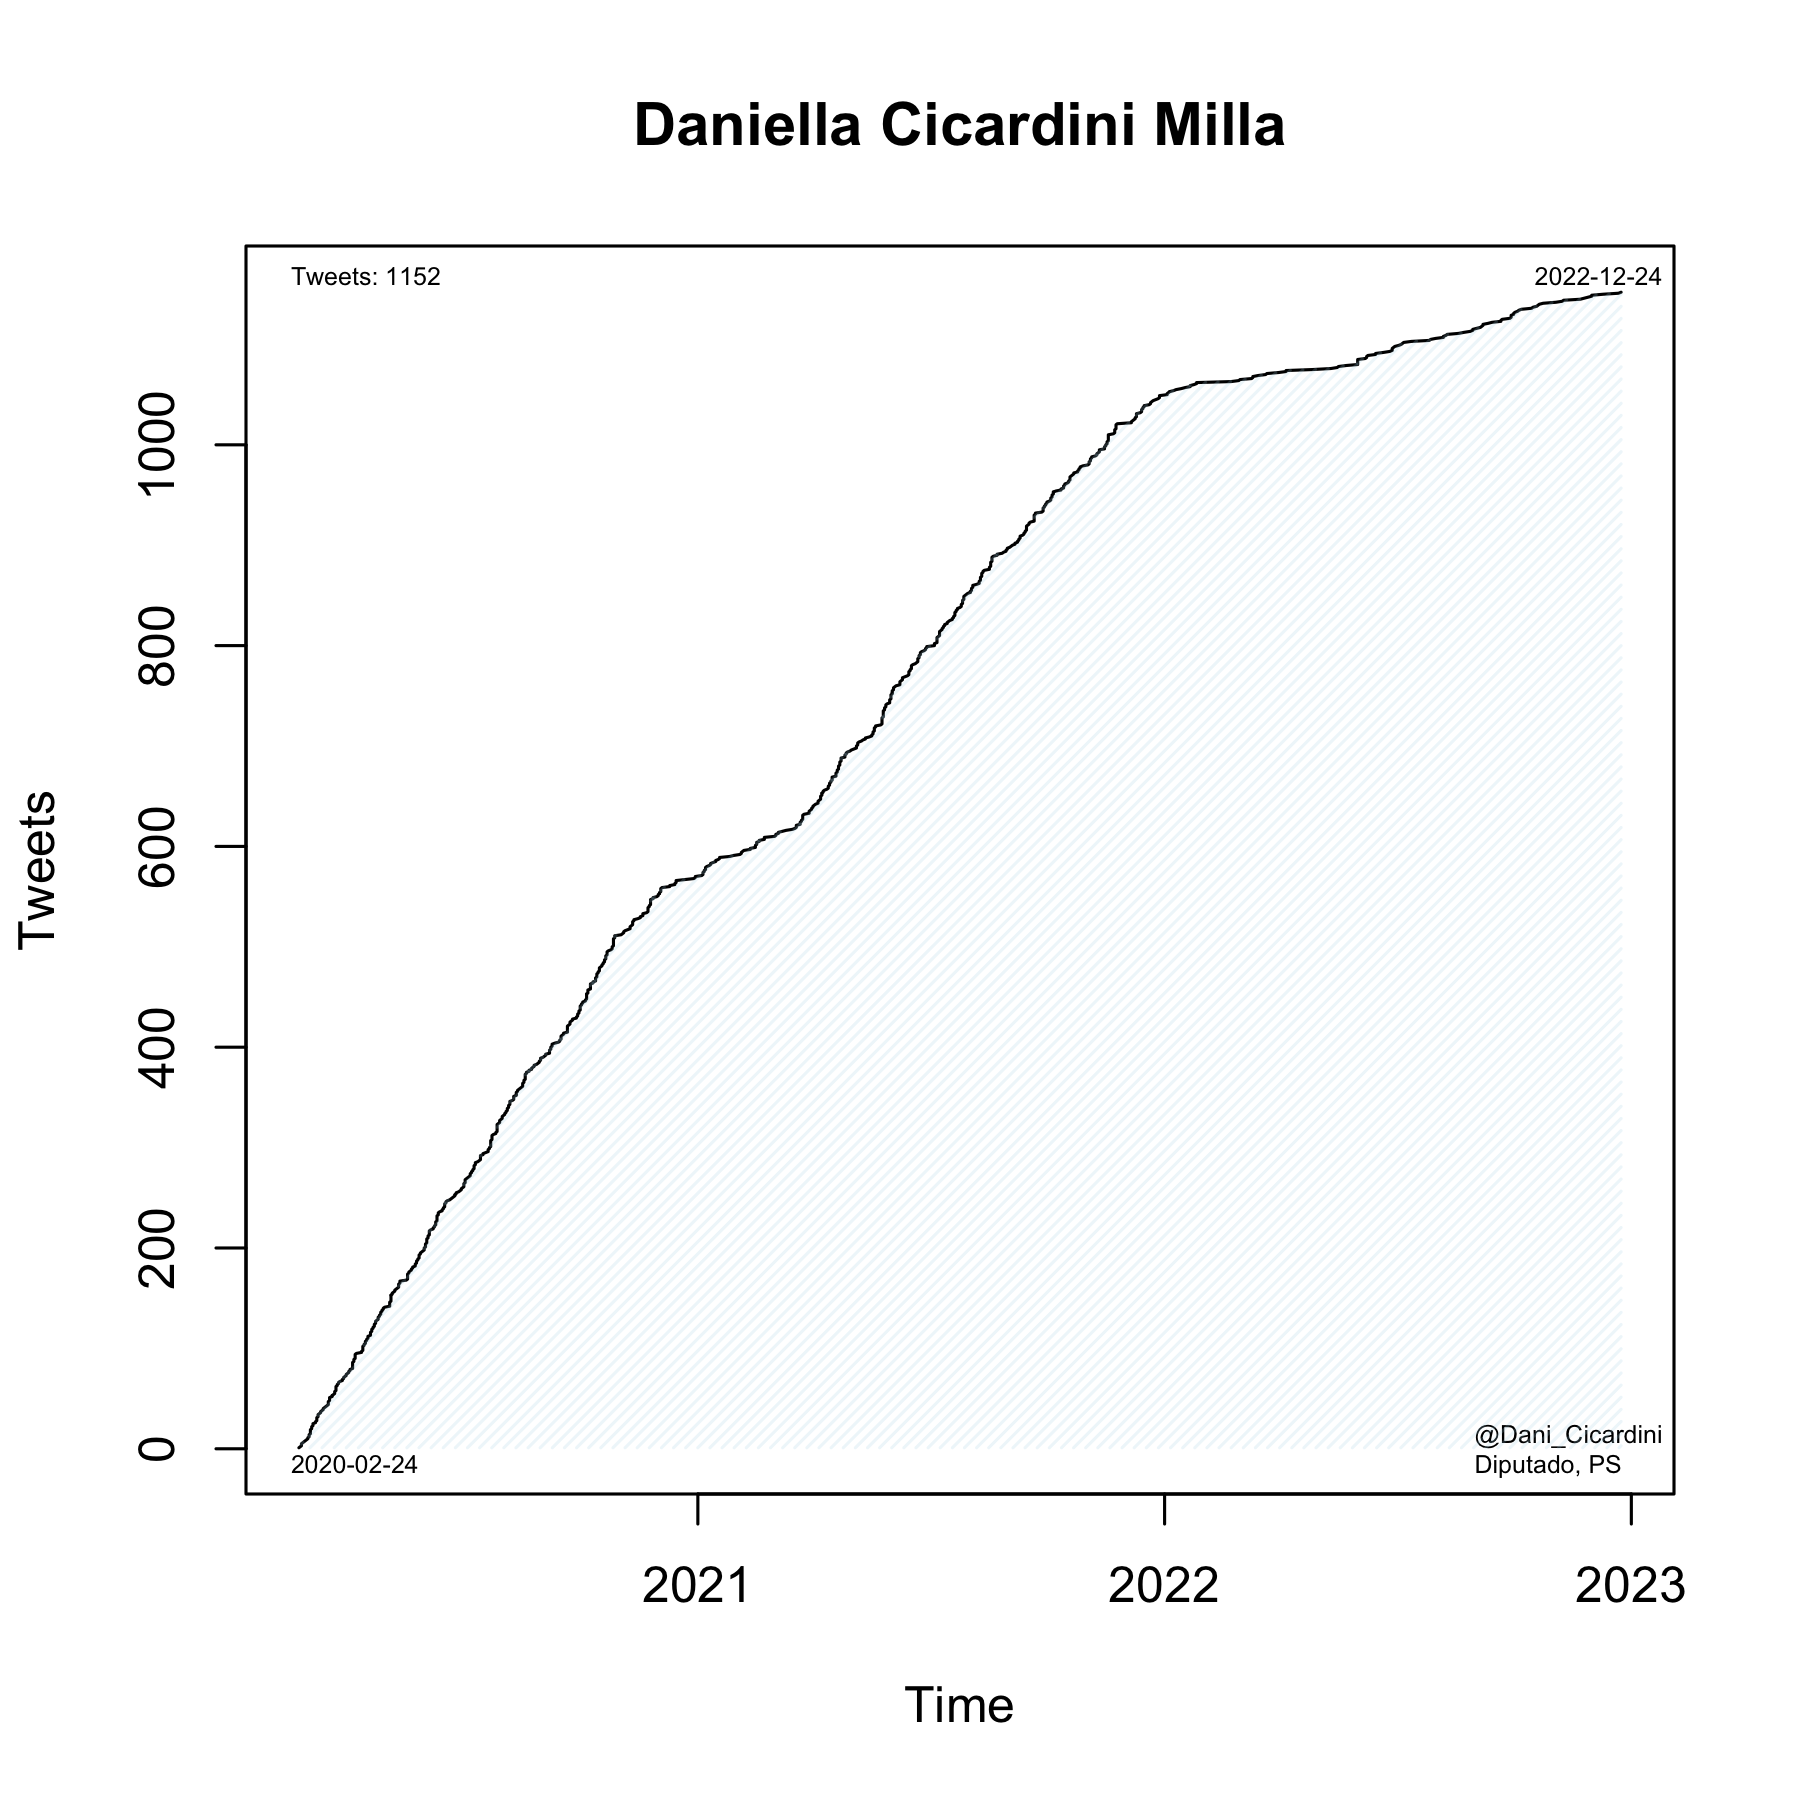 Daniella Cicardini Milla
Tweets: 1152
2022-12-24
1000
800
600
400
200
0
Tweets
@Dani_Cicardini
Diputado, PS
2020-02-24
2021
2022
2023
Time